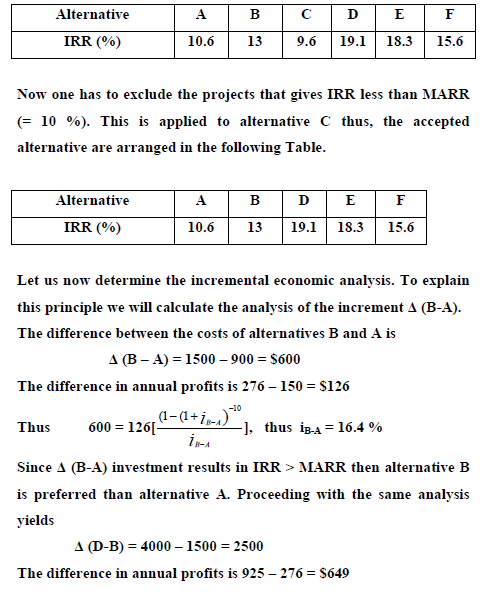 Alternative A B C D E F
IRR (%) 10.6 13 9.6 19.1 18.3 15.6
Now one has to exclude the projects that gives IRR less than MARR
(= 10 %). This is applied to alternative C thus, the accepted
alternative are arranged in the following Table.
Alternative A B D E F
IRR (%) 10.6 13 19.1 18.3 15.6
Let us now determine the incremental economic analysis. To explain
this principle we will calculate the analysis of the increment Δ (B-A).
The difference between the costs of alternatives B and A is
Δ (B – A) = 1500 – 900 = $600
The difference in annual profits is 276 – 150 = $126
Thus 600 = 126[(1-(1+i_{B-A})^{-10} / i_{B-A}], thus i_{B-A} = 16.4 %
Since Δ (B-A) investment results in IRR > MARR then alternative B
is preferred than alternative A. Proceeding with the same analysis
yields
Δ (D-B) = 4000 – 1500 = 2500
The difference in annual profits is 925 – 276 = $649